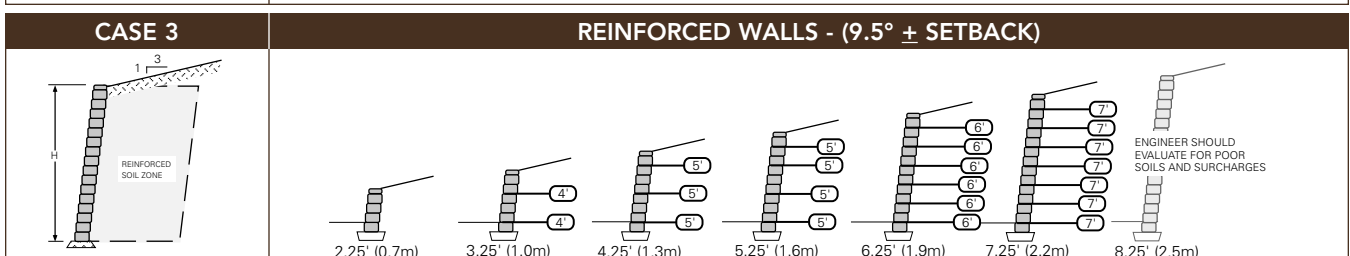 CASE 3
REINFORCED WALLS - (9.5° ± SETBACK)
3
1
H
REINFORCED
SOIL ZONE
2.25' (0.7m)
4'
4'
3.25' (1.0m)
5'
5'
5'
4.25' (1.3m)
5'
5'
5'
5'
5.25' (1.6m)
6'
6'
6'
6'
6'
6'
6.25' (1.9m)
7'
7'
7'
7'
7'
7'
7'
7.25' (2.2m)
ENGINEER SHOULD
EVALUATE FOR POOR
SOILS AND SURCHARGES
8.25' (2.5m)